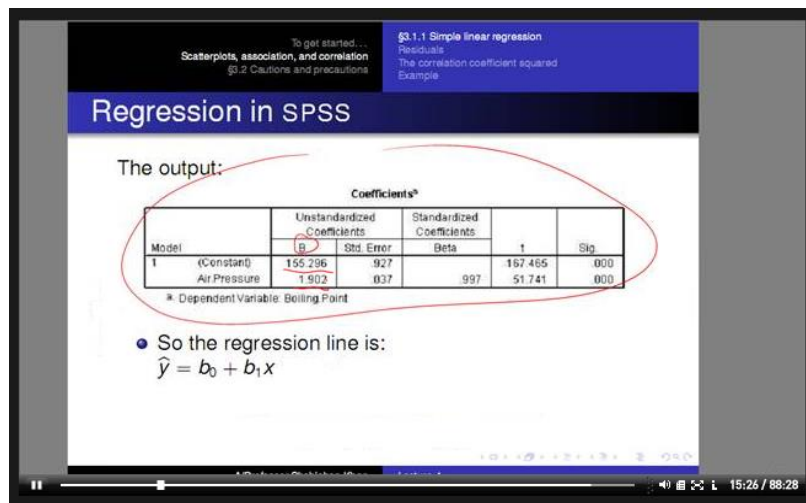 To get started...
Scatterplots, association, and correlation
§3.2 Cautions and precautions
§3.1.1 Simple linear regression
Residuals
The correlation coefficient squared
Example
Regression in SPSS
The output:
Coefficientsª
Unstandardized Coefficients Standardized Coefficients
Model B Std. Error Beta t Sig.
1 (Constant) 155.296 .927 167.465 .000
Air.Pressure 1.902 .037 .997 51.741 .000
a. Dependent Variable: Boiling.Point
So the regression line is:
ŷ = b₀ + b₁x
15:26 / 88:28